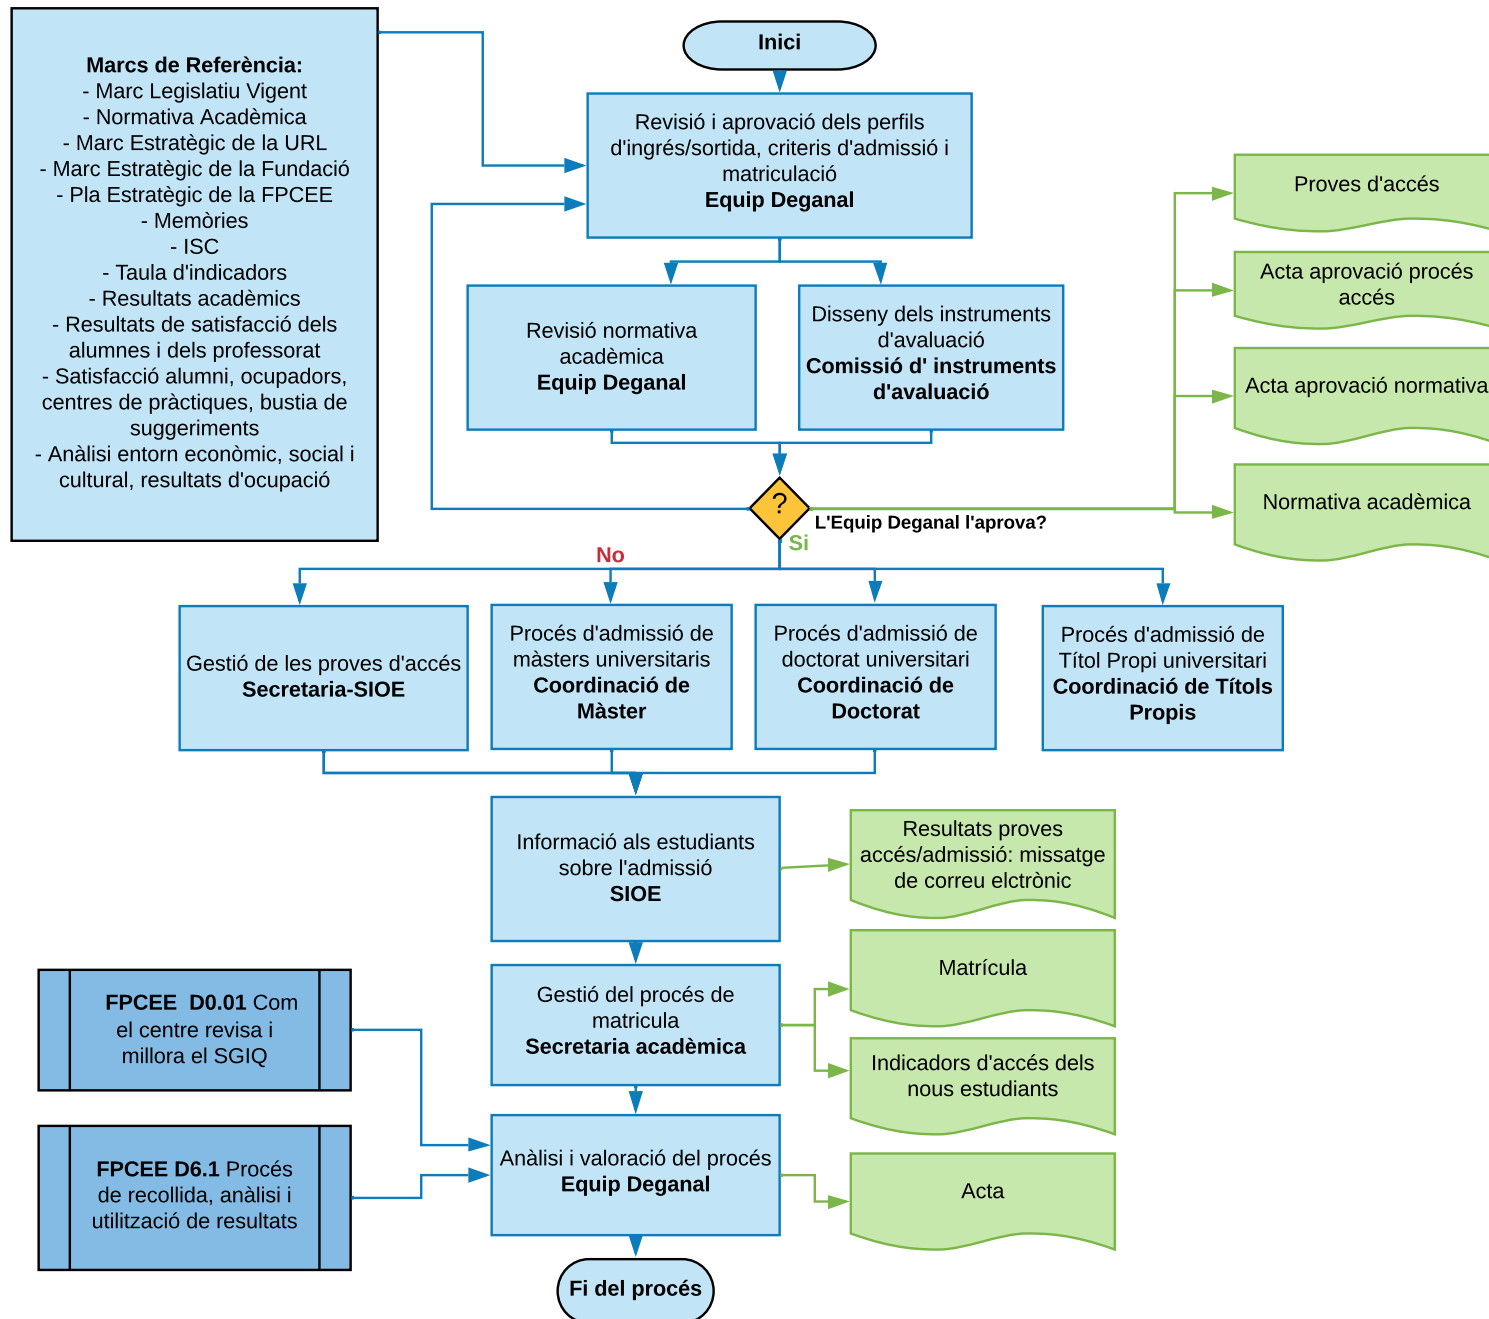 Marcs de Referència:
- Marc Legislatiu Vigent
- Normativa Acadèmica
- Marc Estratègic de la URL
- Marc Estratègic de la Fundació
- Pla Estratègic de la FPCEE
- Memòries
- ISC
- Taula d'indicadors
- Resultats acadèmics
- Resultats de satisfacció dels
alumnes i dels professorat
- Satisfacció alumni, ocupadors,
centres de pràctiques, bustia de
suggeriments
- Anàlisi entorn econòmic, social i
cultural, resultats d'ocupació
Inici
Revisió i aprovació dels perfils
d'ingrés/sortida, criteris d'admissió i
matriculació
Equip Deganal
Revisió normativa
acadèmica
Equip Deganal
Disseny dels instruments
d'avaluació
Comissió d' instruments
d'avaluació
Proves d'accés
Acta aprovació procés
accés
Acta aprovació normativa
Normativa acadèmica
?
L'Equip Deganal l'aprova?
Si
No
Gestió de les proves d'accés
Secretaria-SIOE
Procés d'admissió de
màsters universitaris
Coordinació de
Màster
Procés d'admissió de
doctorat universitari
Coordinació de
Doctorat
Procés d'admissió de
Títol Propi universitari
Coordinació de Títols
Propis
Informació als estudiants
sobre l'admissió
SIOE
Resultats proves
accés/admissió: missatge
de correu elctrònic
Gestió del procés de
matricula
Secretaria acadèmica
Matrícula
Indicadors d'accés dels
nous estudiants
FPCEE  D0.01 Com
el centre revisa i
millora el SGIQ
FPCEE D6.1 Procés
de recollida, anàlisi i
utilització de resultats
Anàlisi i valoració del procés
Equip Deganal
Acta
Fi del procés